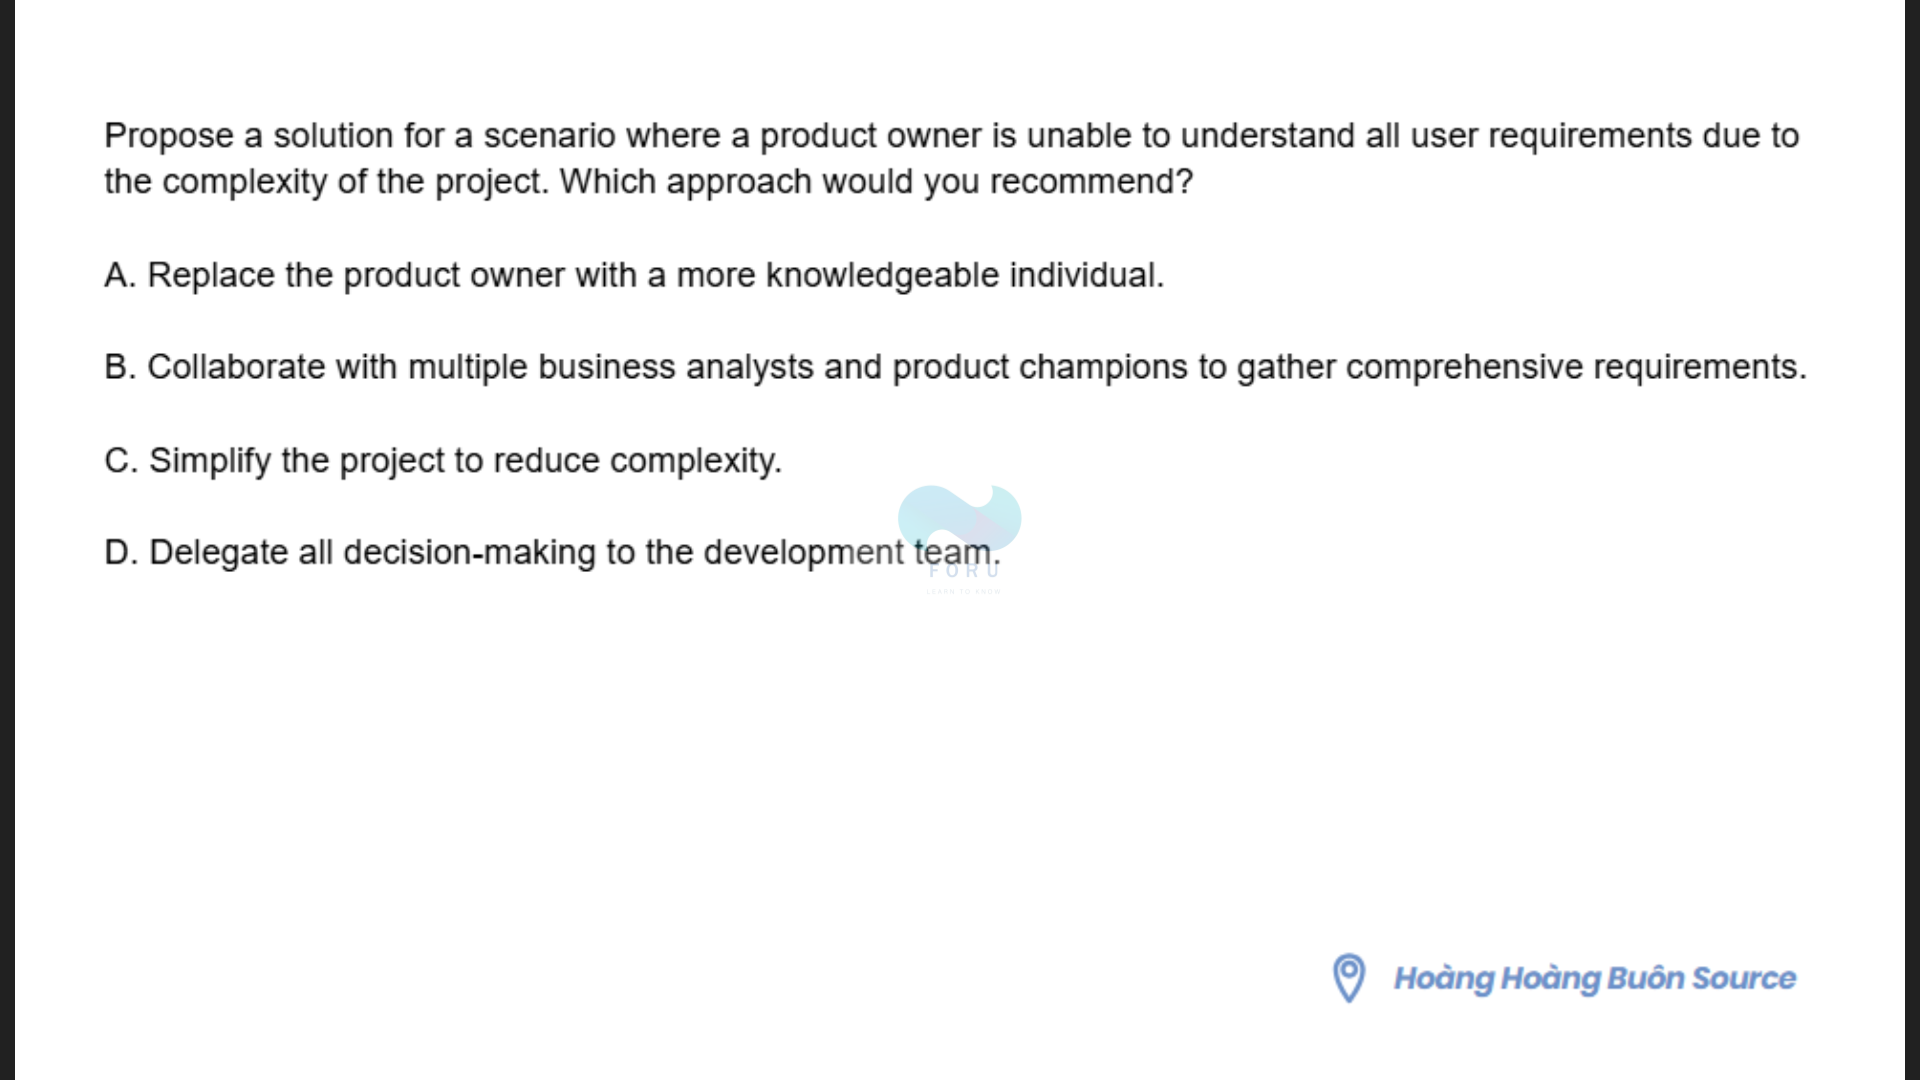 Propose a solution for a scenario where a product owner is unable to understand all user requirements due to
the complexity of the project. Which approach would you recommend?
A. Replace the product owner with a more knowledgeable individual.
B. Collaborate with multiple business analysts and product champions to gather comprehensive requirements.
C. Simplify the project to reduce complexity.
D. Delegate all decision-making to the development team.
FORU
LEARN TO KNOW
Hoàng Hoàng Buôn Source